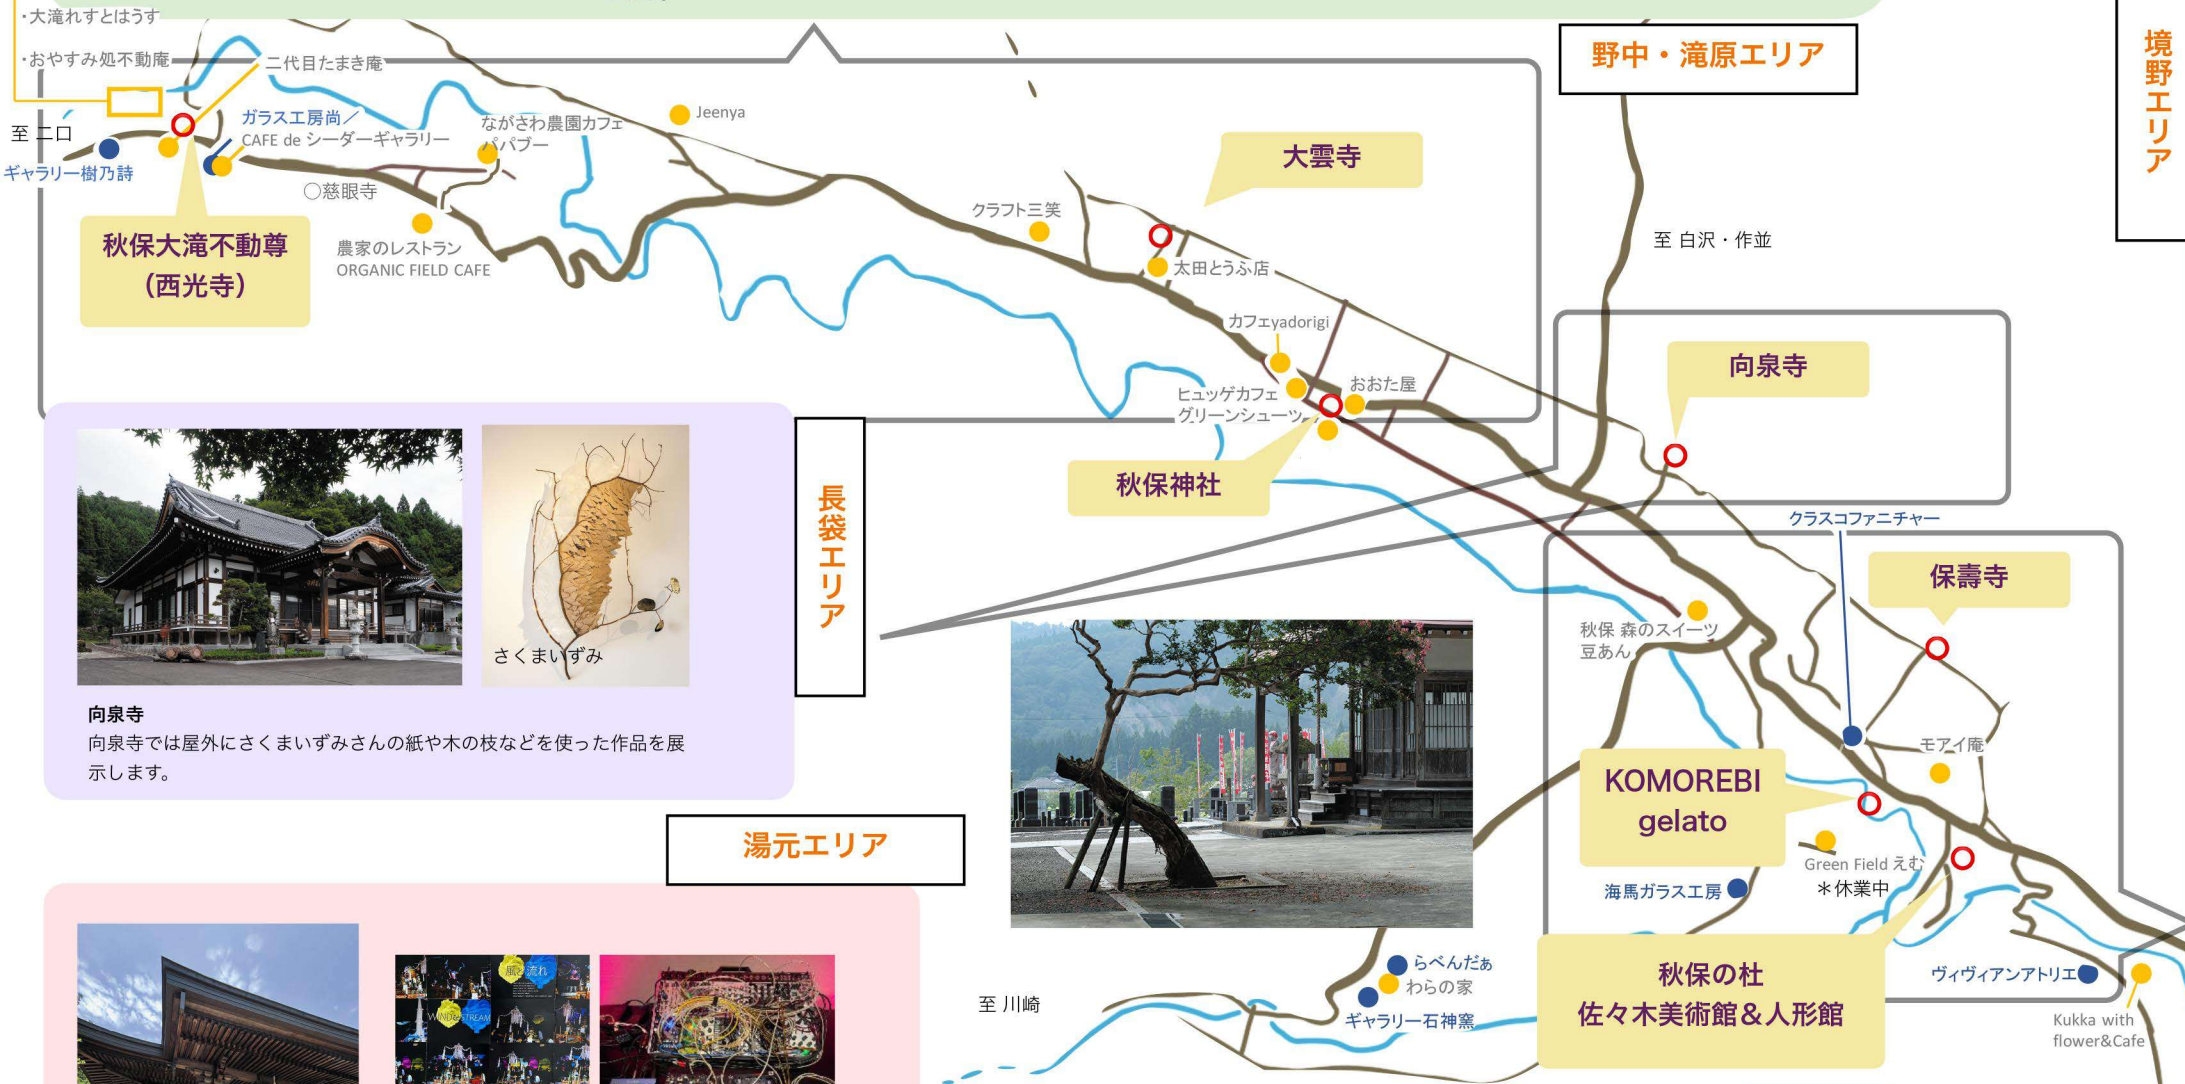 ・大滝れすとはうす
・おやすみ処不動庵
二代目たまき庵
至 二口
ガラス工房尚／
CAFE de シーダーギャラリー
ギャラリー樹乃詩
〇慈眼寺
ながさわ農園カフェ
パパブー
Jeenya
農家のレストラン
ORGANIC FIELD CAFE
秋保大滝不動尊
（西光寺）
大雲寺
クラフト三笑
太田とうふ店
カフェyadorigi
ヒュッゲカフェ
グリーンシューツ
おおた屋
秋保神社
野中・滝原エリア
境野エリア
至 白沢・作並
向泉寺
さくまいずみ
向泉寺
向泉寺では屋外にさくまいずみさんの紙や木の枝などを使った作品を展
示します。
長袋エリア
クラスコファニチャー
保壽寺
秋保 森のスイーツ
豆あん
モアイ庵
KOMOREBI
gelato
Green Field えむ
＊休業中
海馬ガラス工房
秋保の杜
佐々木美術館＆人形館
ヴィヴィアンアトリエ
Kukka with
flower&Cafe
湯元エリア
風と流れ
WIND&STREAM
至 川崎
らべんだぁ
わらの家
ギャラリー石神窯